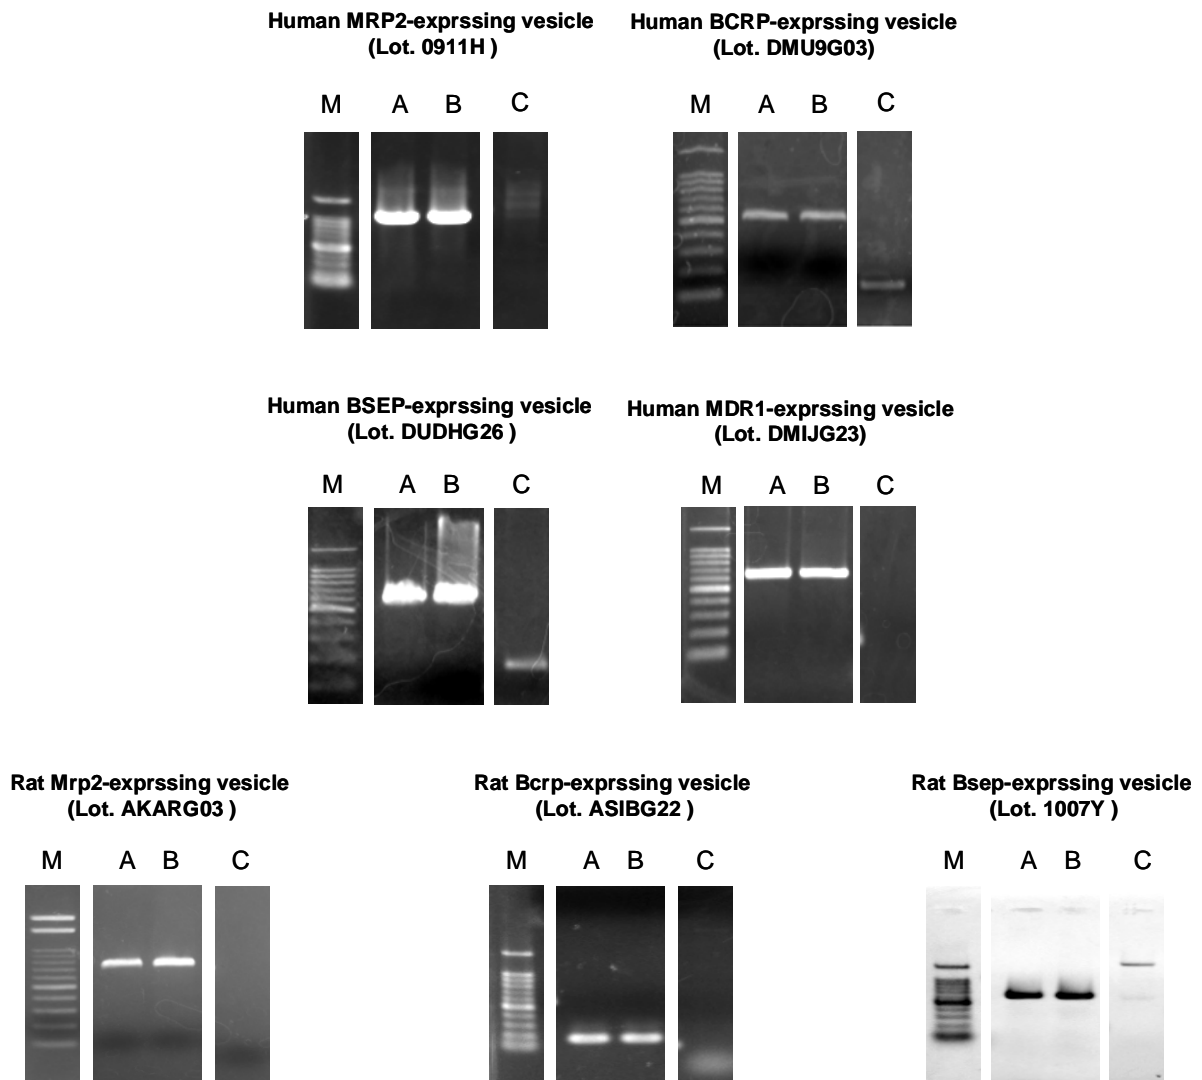 Human MRP2-exprssing vesicle
(Lot. 0911H )
M A B C
Human BCRP-exprssing vesicle
(Lot. DMU9G03)
M A B C
Human BSEP-exprssing vesicle
(Lot. DUDHG26 )
M A B C
Human MDR1-exprssing vesicle
(Lot. DMIJG23)
M A B C
Rat Mrp2-exprssing vesicle
(Lot. AKARG03 )
M A B C
Rat Bcrp-exprssing vesicle
(Lot. ASIBG22 )
M A B C
Rat Bsep-exprssing vesicle
(Lot. 1007Y )
M A B C